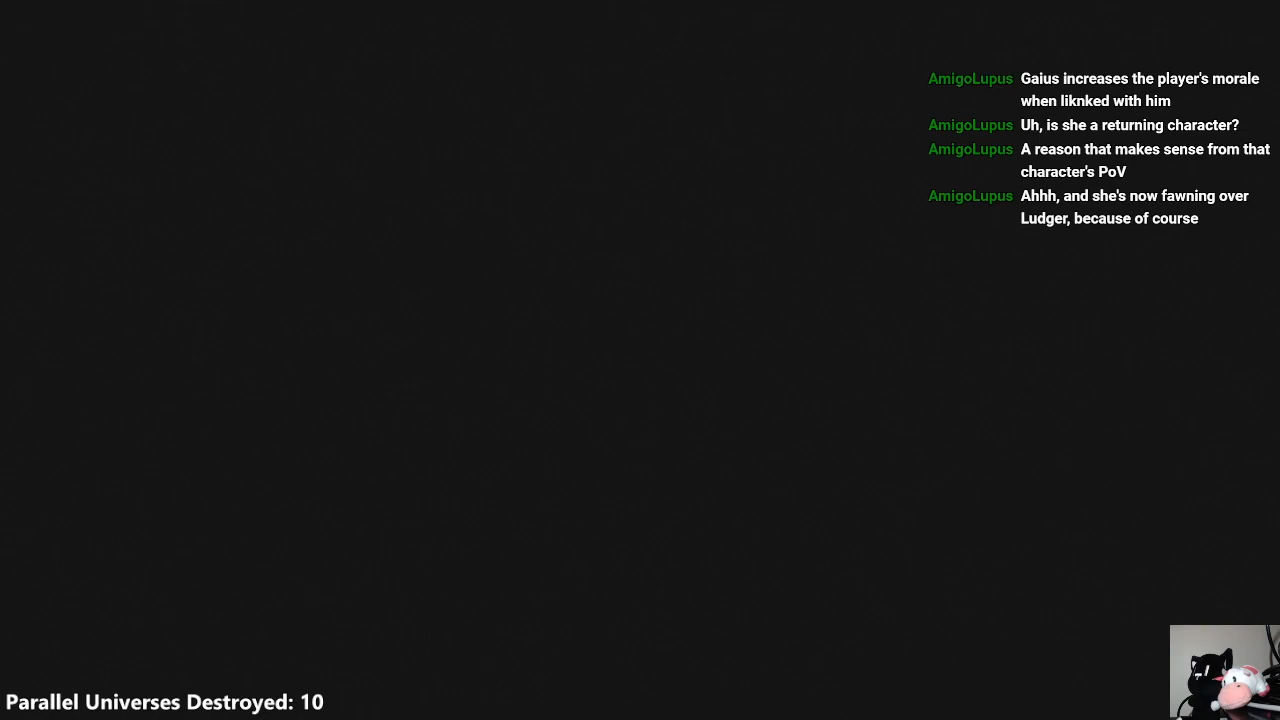 AmigoLupus Gaius increases the player's morale
when liknked with him
AmigoLupus Uh, is she a returning character?
AmigoLupus A reason that makes sense from that
character's PoV
AmigoLupus Ahhh, and she's now fawning over
Ludger, because of course
Parallel Universes Destroyed: 10